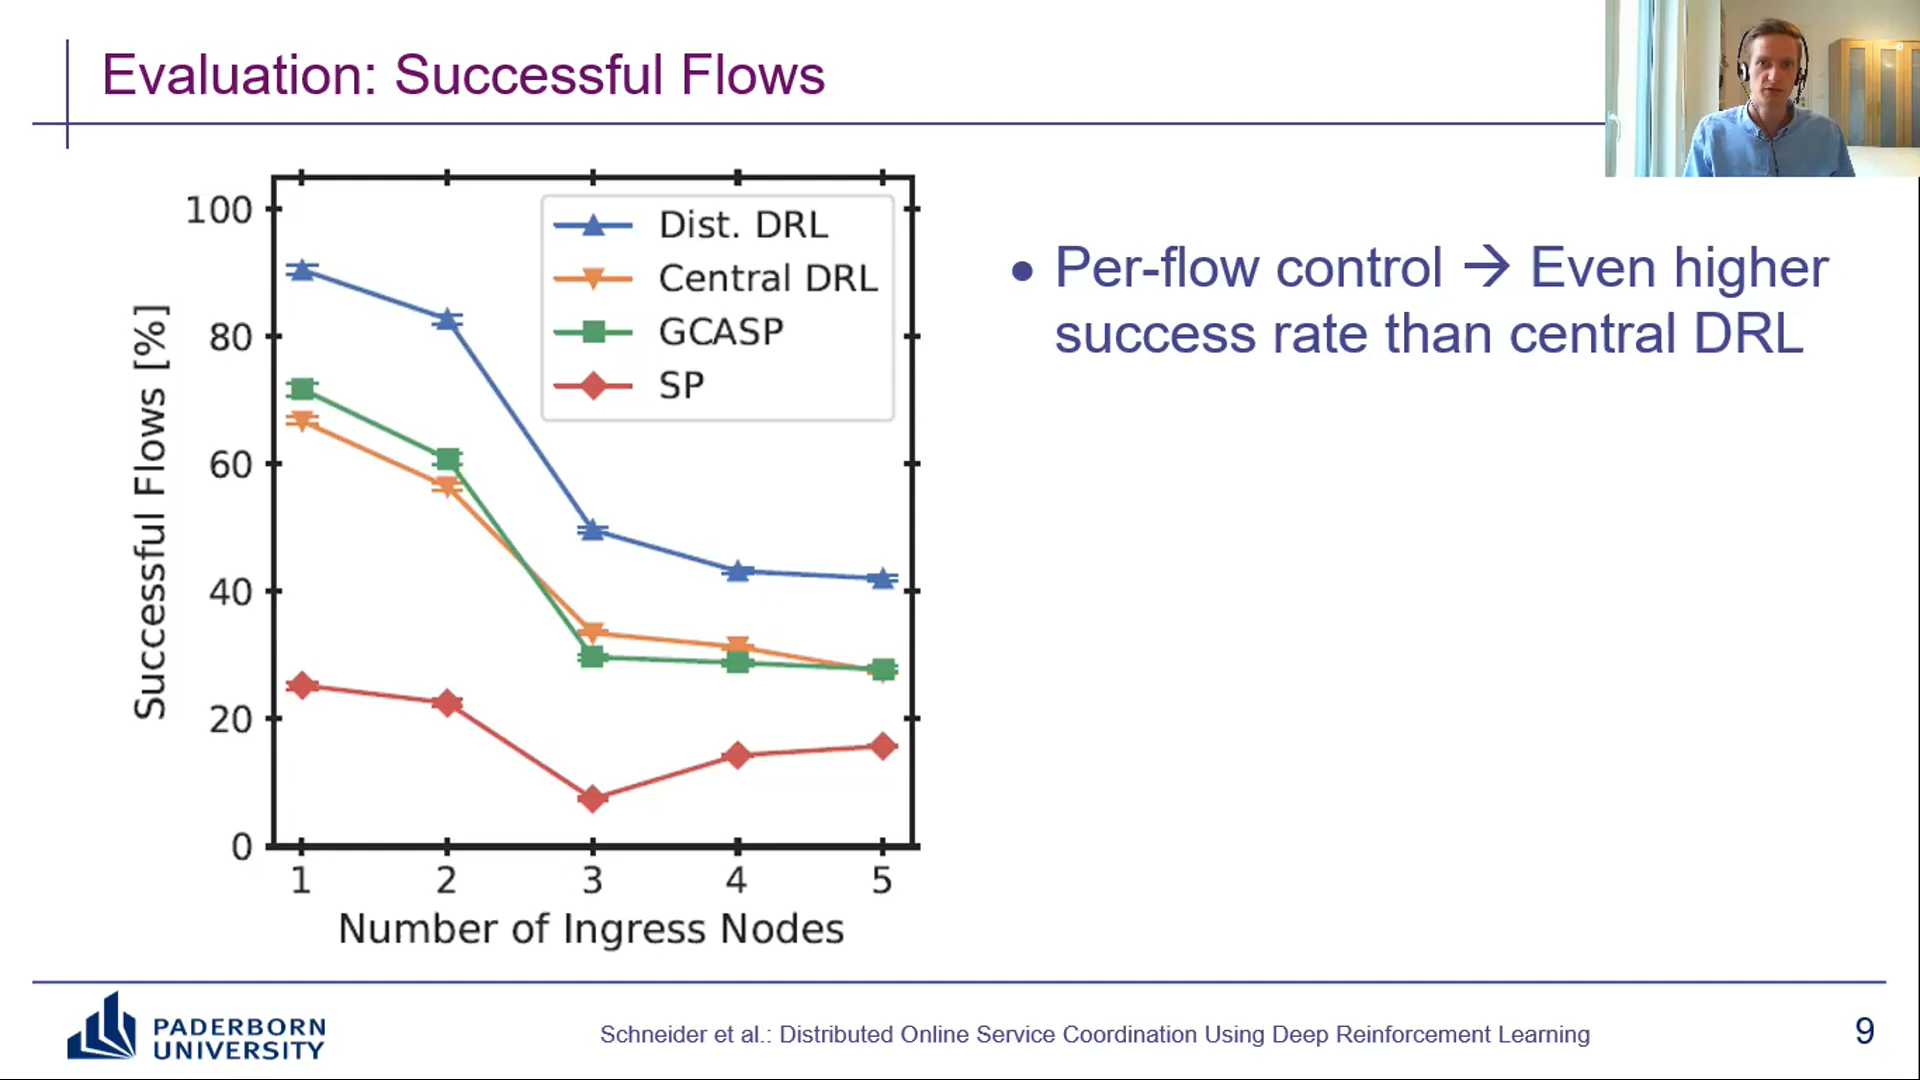 Evaluation: Successful Flows
100
80
60
40
20
0
Successful Flows [%]
Dist. DRL
Central DRL
GCASP
SP
1 2 3 4 5
Number of Ingress Nodes
• Per-flow control → Even higher
success rate than central DRL
PADERBORN
UNIVERSITY
Schneider et al.: Distributed Online Service Coordination Using Deep Reinforcement Learning
9